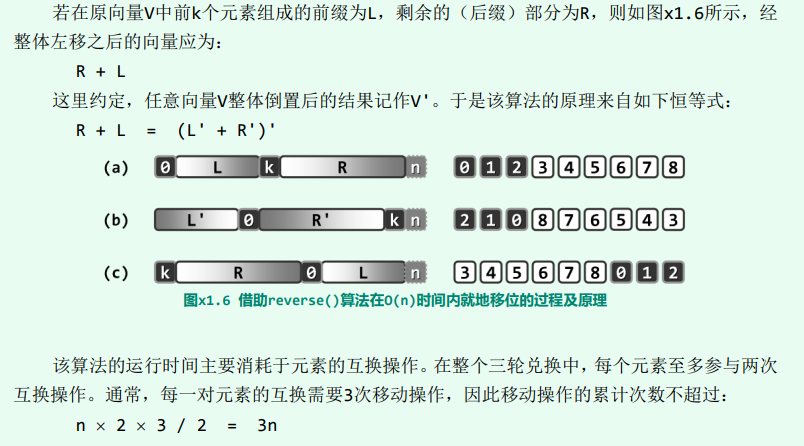 若在原向量V中前k个元素组成的前缀为L，剩余的（后缀）部分为R，则如图x1.6所示，经
整体左移之后的向量应为：
R + L
这里约定，任意向量V整体倒置后的结果记作V'。于是该算法的原理来自如下恒等式：
R + L = (L' + R')'
(a) 0 L k R n 0 1 2 3 4 5 6 7 8
(b) L' 0 R' k n 2 1 0 8 7 6 5 4 3
(c) k R 0 L n 3 4 5 6 7 8 0 1 2
图x1.6 借助reverse()算法在O(n)时间内就地移位的过程及原理
该算法的运行时间主要消耗于元素的互换操作。在整个三轮兑换中，每个元素至多参与两次
互换操作。通常，每一对元素的互换需要3次移动操作，因此移动操作的累计次数不超过：
n × 2 × 3 / 2 = 3n